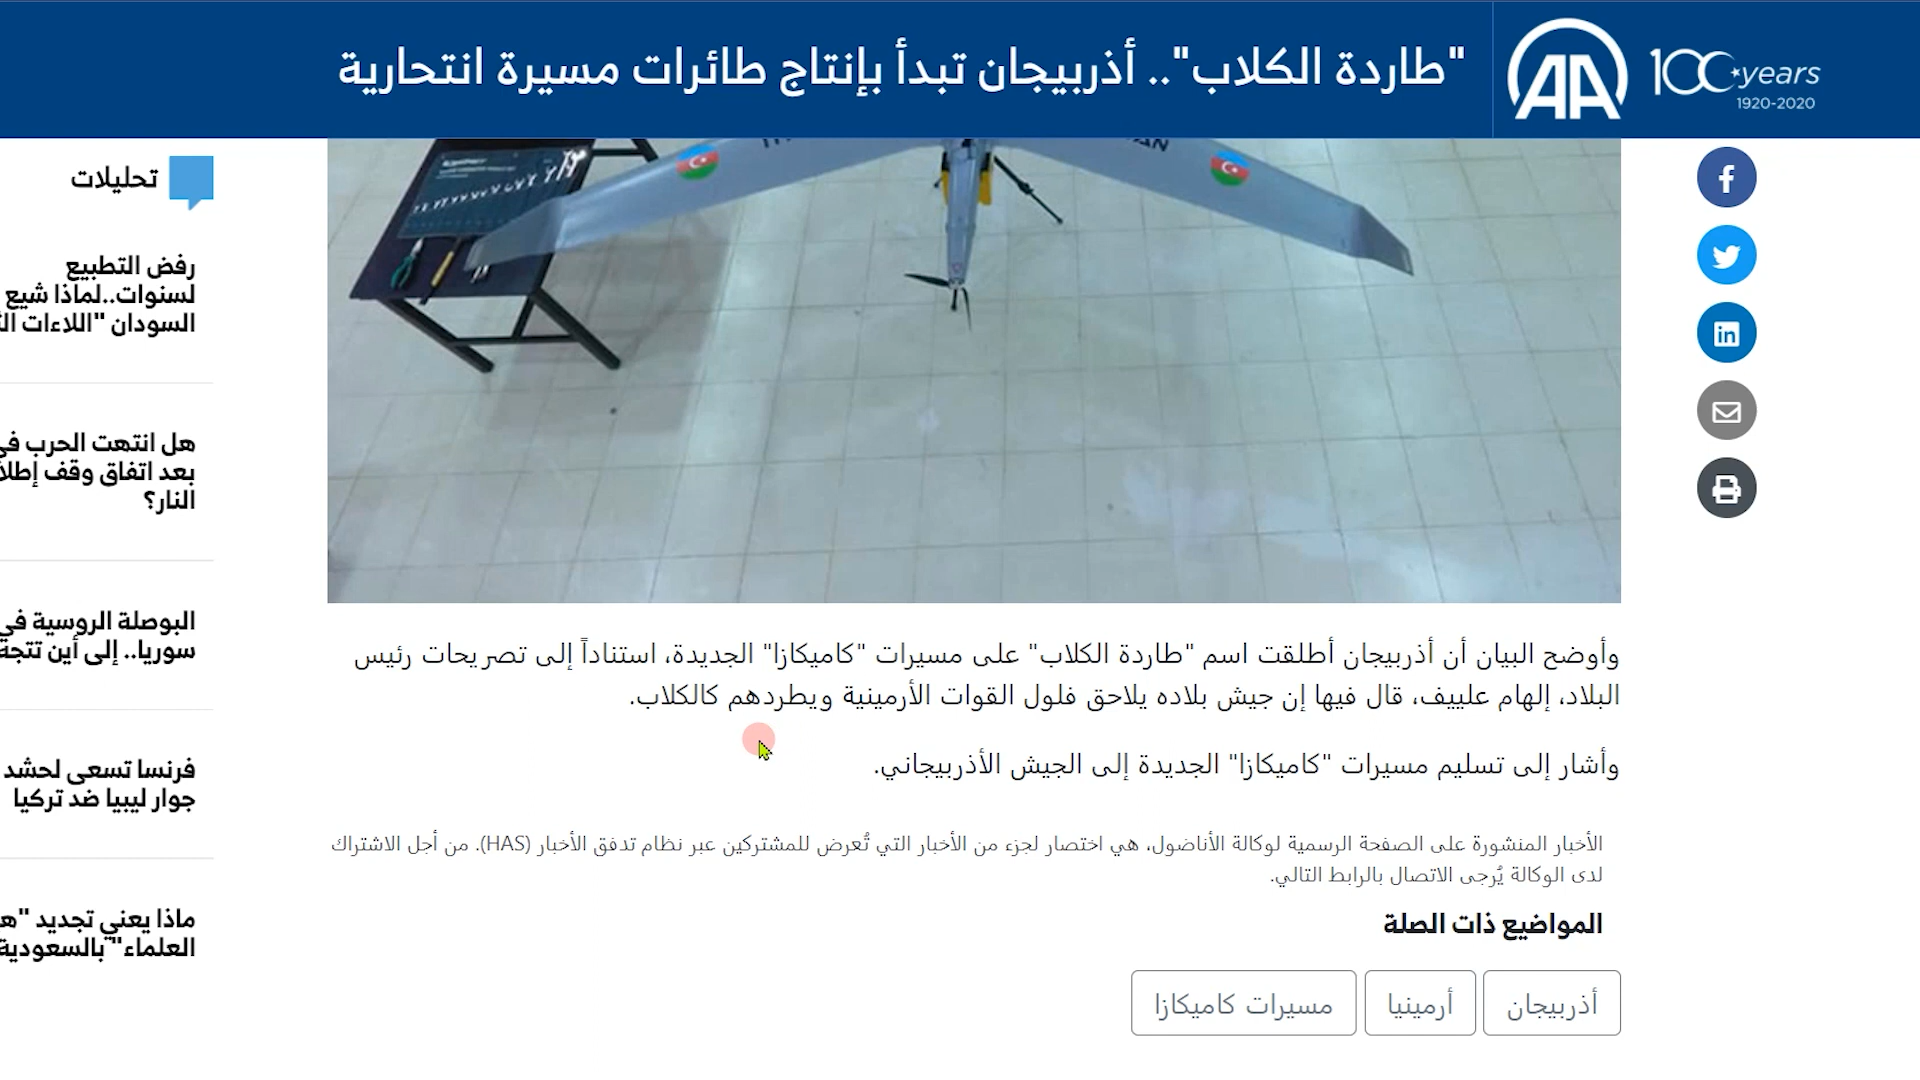 "طاردة الكلاب".. أذربيجان تبدأ بإنتاج طائرات مسيرة انتحارية
AA
100 years
1920-2020
وأوضح البيان أن أذربيجان أطلقت اسم "طاردة الكلاب" على مسيرات "كاميكازا" الجديدة، استناداً إلى تصريحات رئيس
البلاد، إلهام علييف، قال فيها إن جيش بلاده يلاحق فلول القوات الأرمينية ويطردهم كالكلاب.
وأشار إلى تسليم مسيرات "كاميكازا" الجديدة إلى الجيش الأذربيجاني.
الأخبار المنشورة على الصفحة الرسمية لوكالة الأناضول، هي اختصار لجزء من الأخبار التي تُعرض للمشتركين عبر نظام تدفق الأخبار (HAS). من أجل الاشتراك
لدى الوكالة يُرجى الاتصال بالرابط التالي.
المواضيع ذات الصلة
أذربيجان
أرمينيا
مسيرات كاميكازا
تحليلات
رفض التطبيع
لسنوات..لماذا شيع
السودان "اللاءات
هل انتهت الحرب في
بعد اتفاق وقف
النار؟
البوصلة الروسية في
سوريا.. إلى أين تتجه
فرنسا تسعى لحشد
جوار ليبيا ضد تركيا
ماذا يعني تجديد
العلماء" بالسعودية